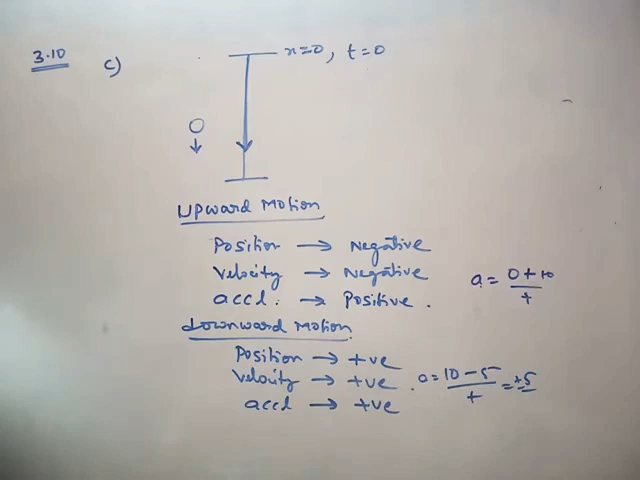 3.10 c) x=0, t=0
Upward Motion
Position → Negative
Velocity → Negative
accl. → Positive. a = 0+10/t
downward Motion
Position → +ve
Velocity → +ve. a = 10-5/t = +5
accl → +ve